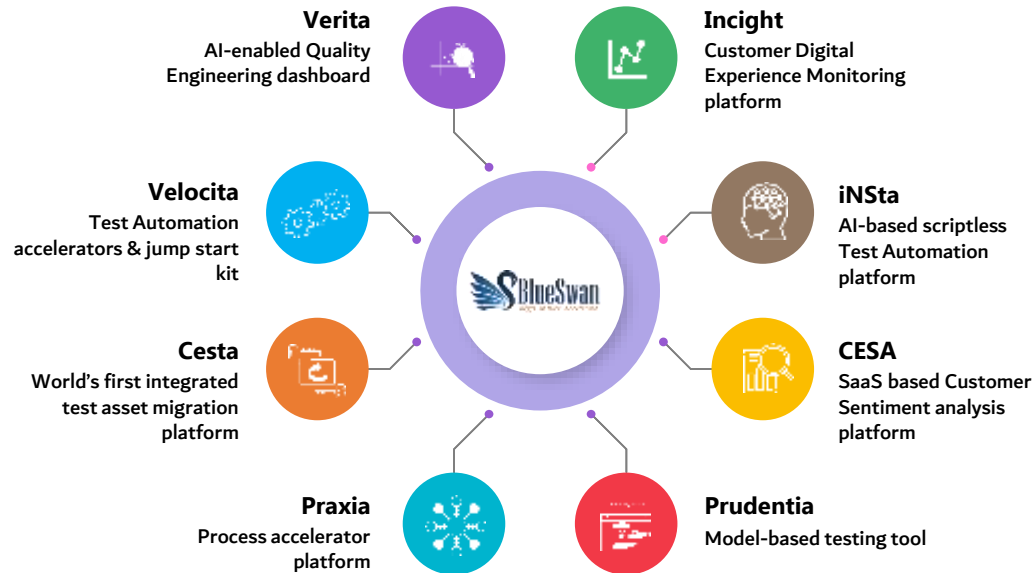 Verita
AI-enabled Quality
Engineering dashboard
Incight
Customer Digital
Experience Monitoring
platform
Velocita
Test Automation
accelerators & jump start
kit
iNSta
AI-based scriptless
Test Automation
platform
BlueSwan
Cesta
World’s first integrated
test asset migration
platform
CESA
SaaS based Customer
Sentiment analysis
platform
Praxia
Process accelerator
platform
Prudentia
Model-based testing tool